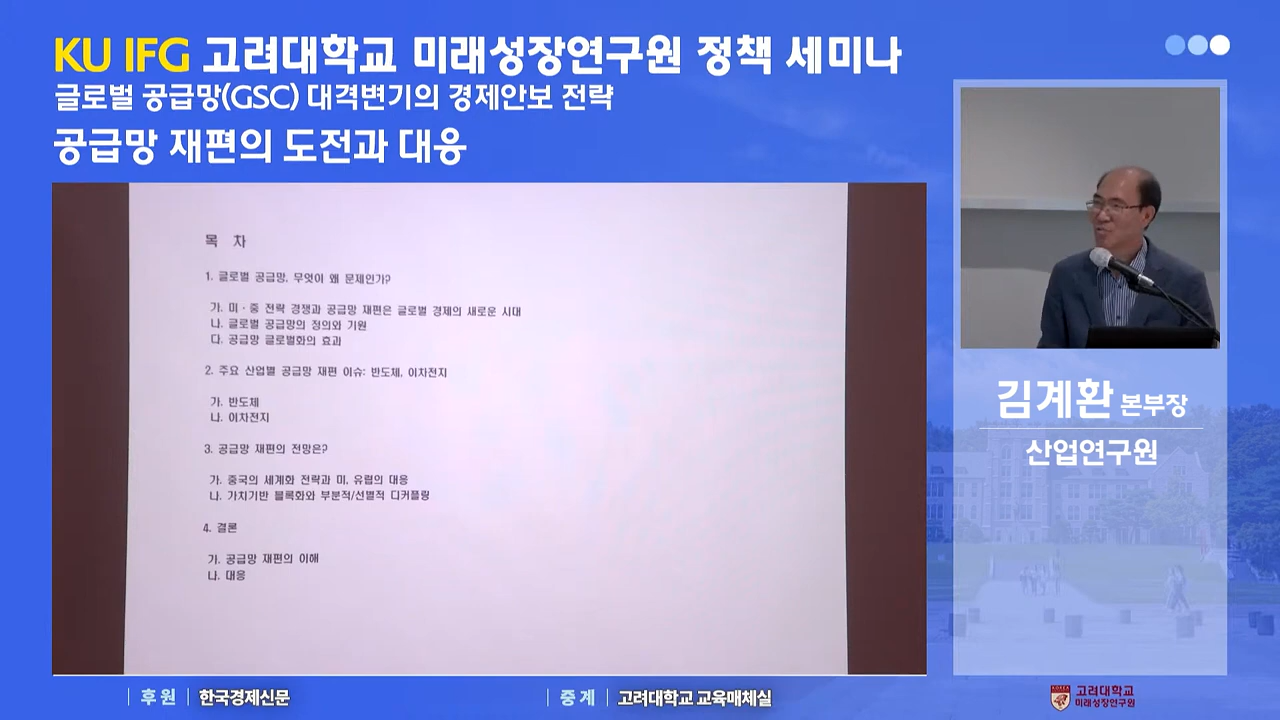 KU IFG 고려대학교 미래성장연구원 정책 세미나
글로벌 공급망(GSC) 대격변기의 경제안보 전략
공급망 재편의 도전과 대응
목 차
1. 글로벌 공급망, 무엇이 왜 문제인가?
가. 미·중 전략 경쟁과 공급망 재편은 글로벌 경제의 새로운 시대
나. 글로벌 공급망의 정의와 기원
다. 공급망 글로벌화의 효과
2. 주요 산업별 공급망 재편 이슈: 반도체, 이차전지
가. 반도체
나. 이차전지
3. 공급망 재편의 전망은?
가. 중국의 세계화 전략과 미, 유럽의 대응
나. 가치기반 블록화와 부분적/선별적 디커플링
4. 결론
가. 공급망 재편의 이해
나. 대응
김계환 본부장
산업연구원
후원 한국경제신문
중계 고려대학교 교육매체실
고려대학교
미래성장연구원